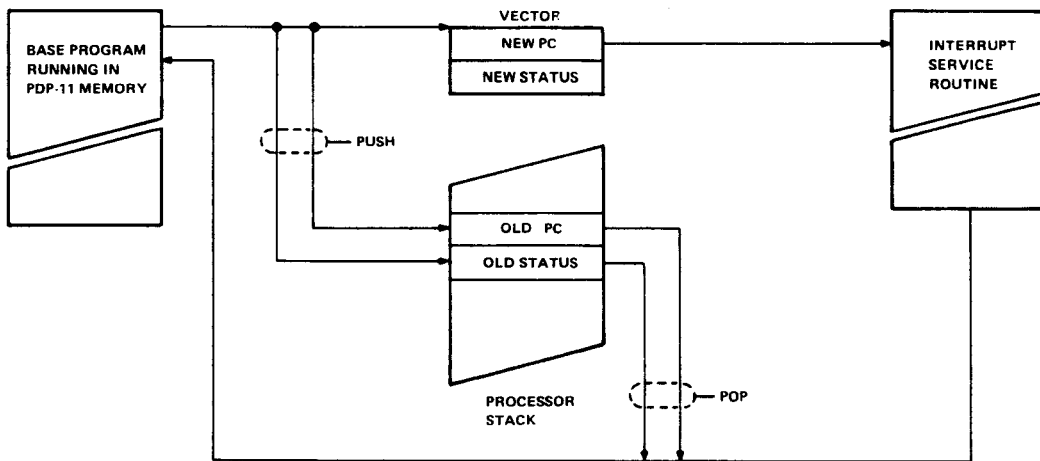 BASE PROGRAM
RUNNING IN
PDP-11 MEMORY
VECTOR
NEW PC
NEW STATUS
INTERRUPT
SERVICE
ROUTINE
PUSH
OLD PC
OLD STATUS
PROCESSOR
STACK
POP